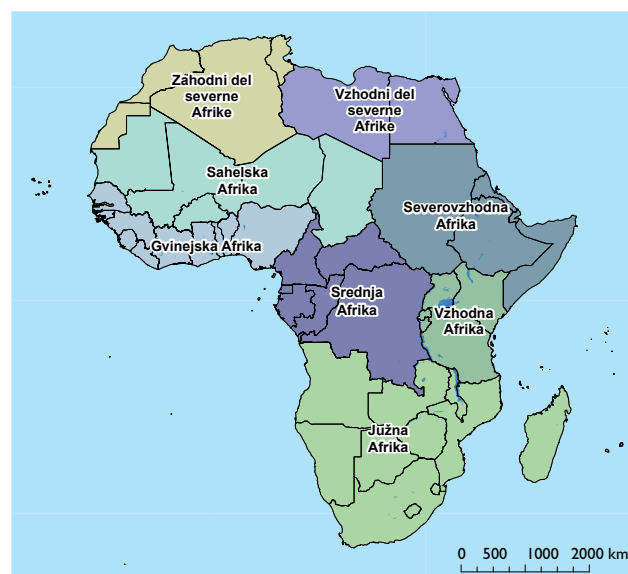 Zahodni del
severne
Afrike
Vzhodni del
severne
Afrike
Sahelska
Afrika
Severovzhodna
Afrika
Gvinejska Afrika
Srednja
Afrika
Vzhodna
Afrika
Južna
Afrika
0 500 1000 2000 km